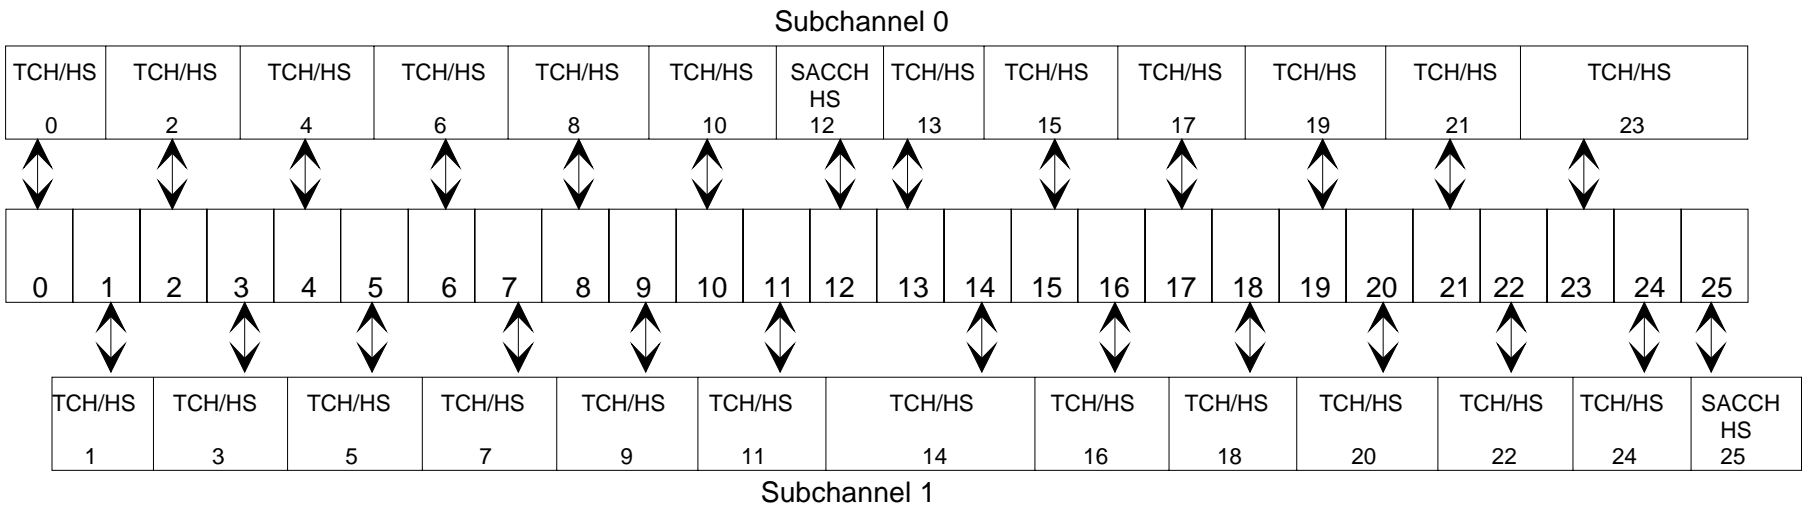 Subchannel 0
TCH/HS TCH/HS TCH/HS TCH/HS TCH/HS TCH/HS SACCH TCH/HS TCH/HS TCH/HS TCH/HS TCH/HS TCH/HS
HS
0 2 4 6 8 10 12 13 15 17 19 21 23
0 1 2 3 4 5 6 7 8 9 10 11 12 13 14 15 16 17 18 19 20 21 22 23 24 25
TCH/HS TCH/HS TCH/HS TCH/HS TCH/HS TCH/HS TCH/HS TCH/HS TCH/HS TCH/HS TCH/HS TCH/HS SACCH
HS
1 3 5 7 9 11 14 16 18 20 22 24 25
Subchannel 1